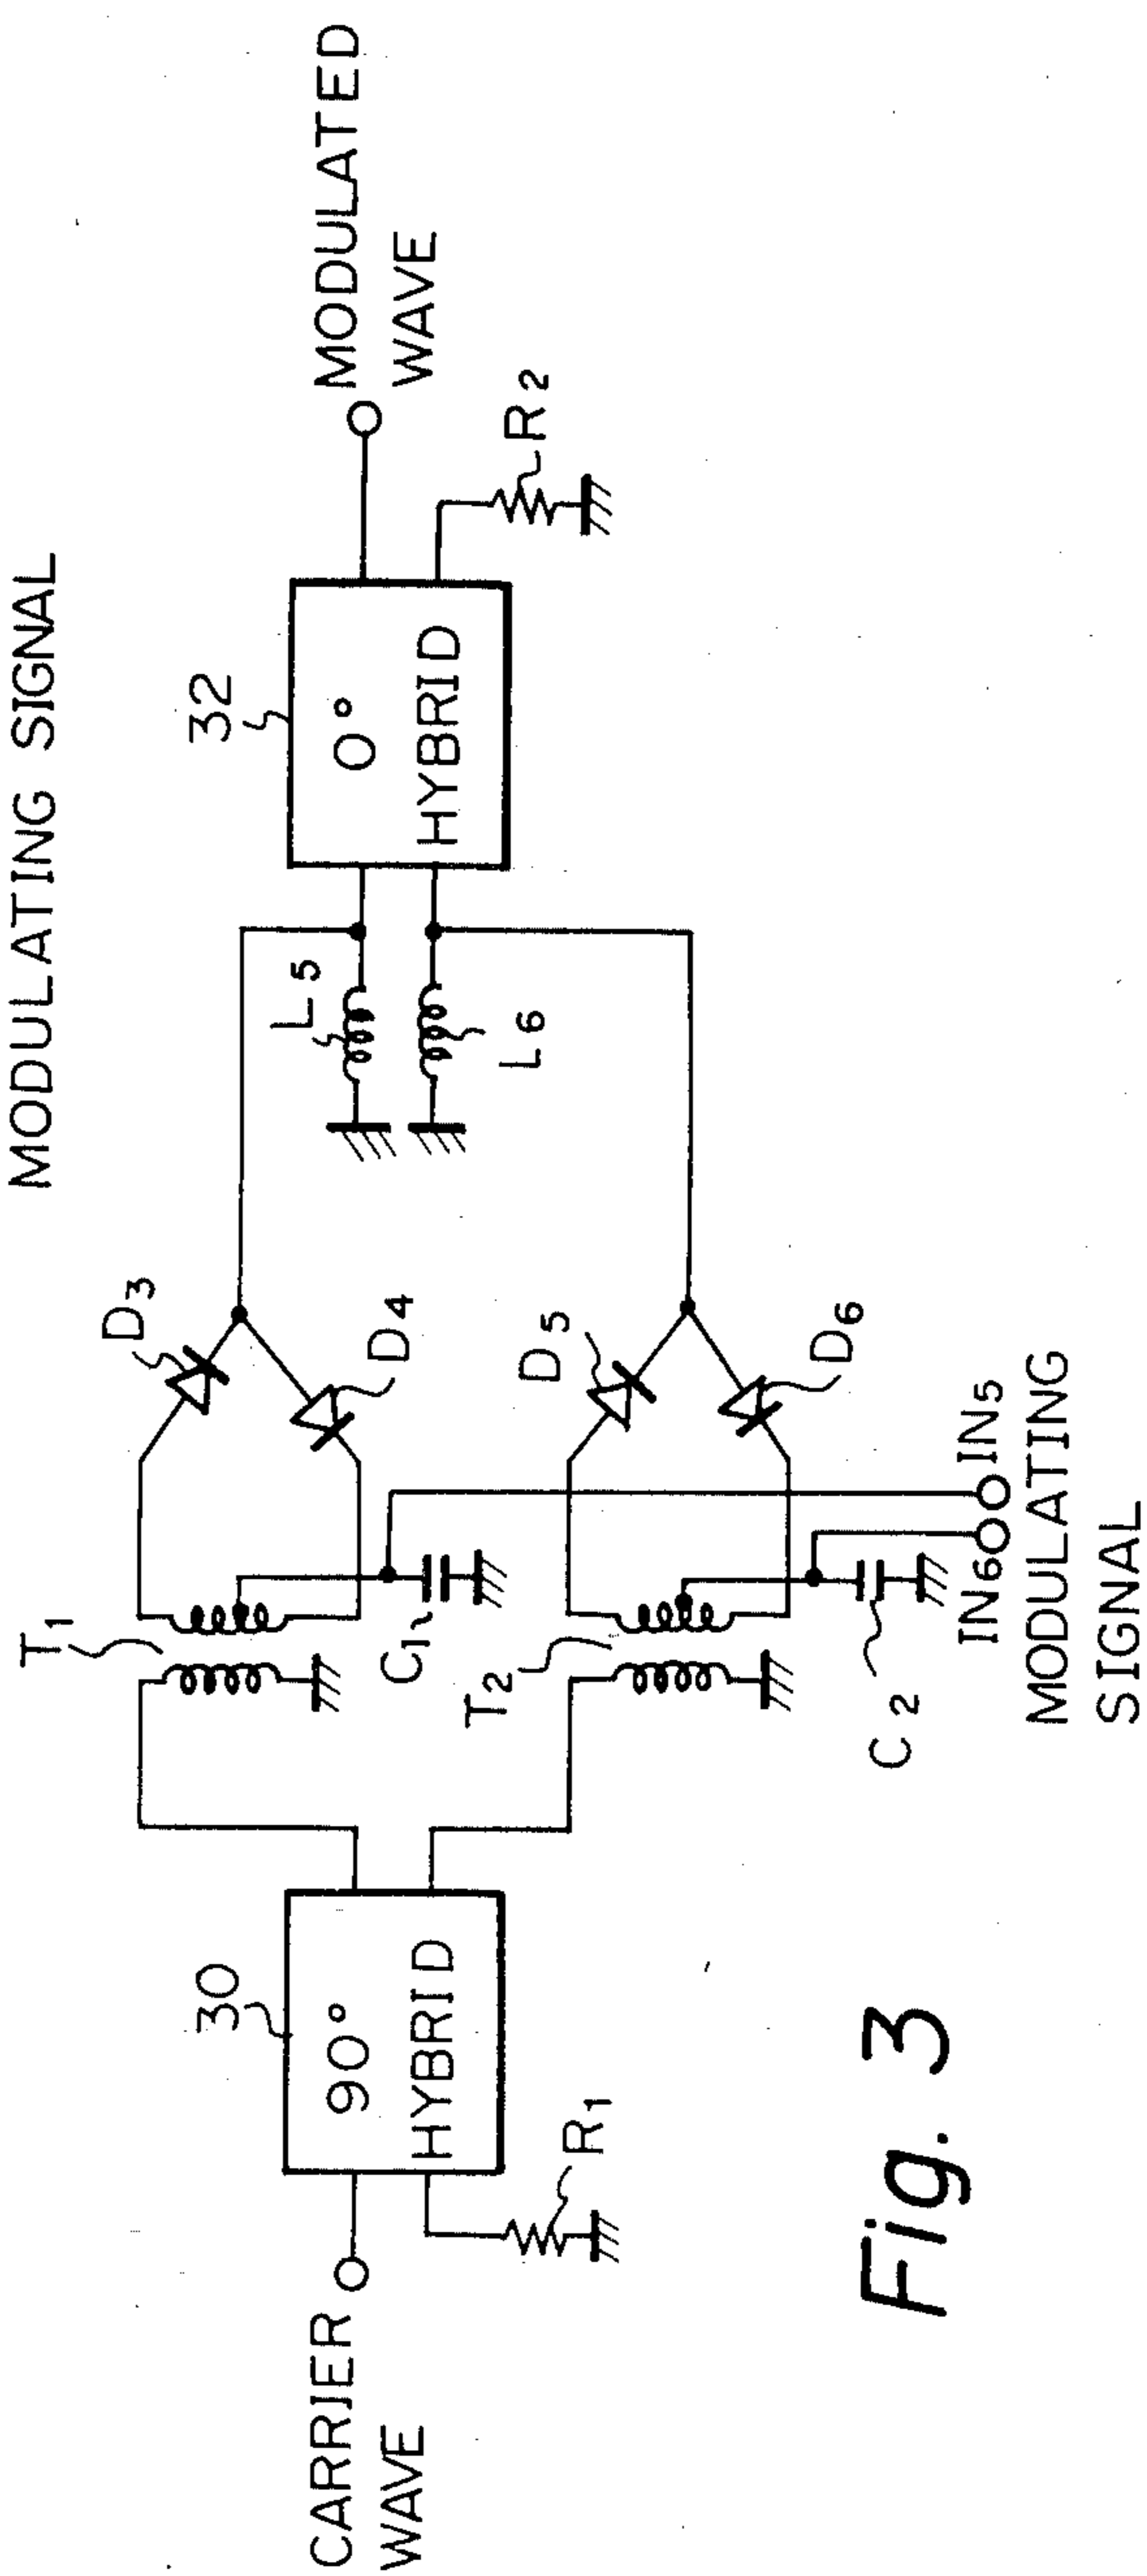 MODULATING SIGNAL
T1
D3
D4
C1
30
90°
HYBRID
CARRIER
WAVE
R1
L5
L6
32
0°
HYBRID
MODULATED
WAVE
R2
T2
D5
D6
C2
IN6
IN5
MODULATING
SIGNAL
Fig. 3